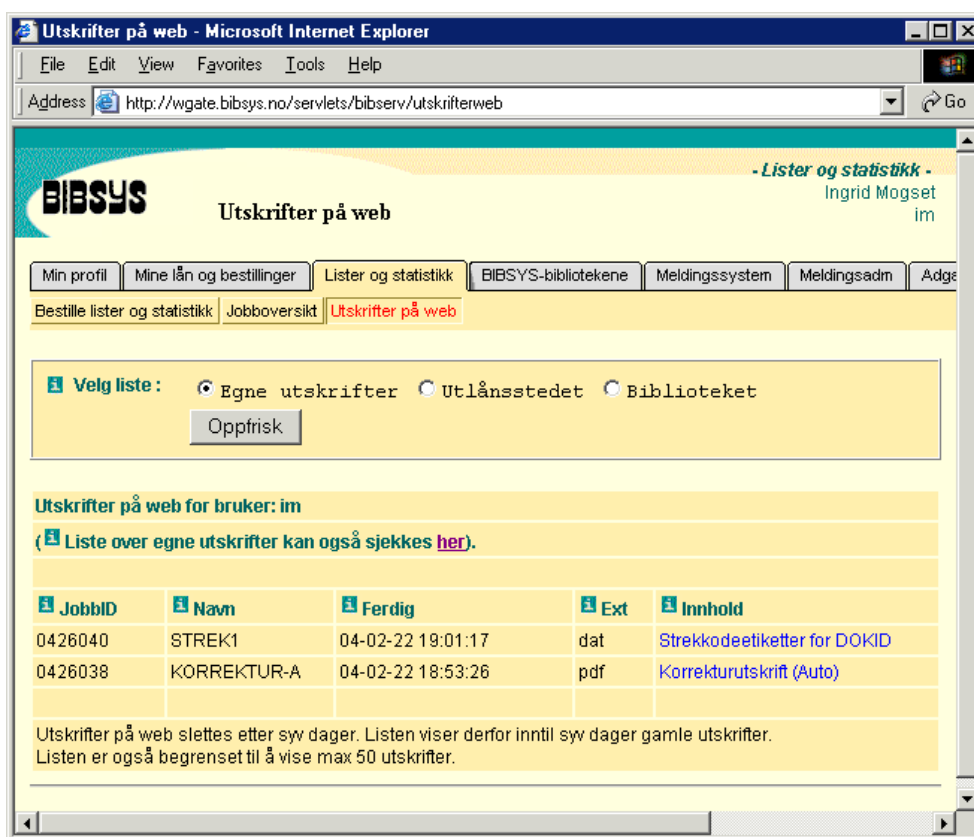 Utskrifter på web - Microsoft Internet Explorer
File Edit View Favorites Tools Help
Address http://wgate.bibsys.no/servlets/bibserv/utskrifterweb Go
- Lister og statistikk -
Ingrid Mogset
im
BIBSYS
Utskrifter på web
Min profil Mine lån og bestillinger Lister og statistikk BIBSYS-bibliotekene Meldingssystem Meldingsadm Adga
Bestille lister og statistikk Jobboversikt Utskrifter på web
i Velg liste : Egne utskrifter Utlånsstedet Biblioteket
Oppfrisk
Utskrifter på web for bruker: im
( i Liste over egne utskrifter kan også sjekkes her).
i JobbID i Navn i Ferdig i Ext i Innhold
0426040 STREK1 04-02-22 19:01:17 dat Strekkodeetiketter for DOKID
0426038 KORREKTUR-A 04-02-22 18:53:26 pdf Korrekturutskrift (Auto)
Utskrifter på web slettes etter syv dager. Listen viser derfor inntil syv dager gamle utskrifter.
Listen er også begrenset til å vise max 50 utskrifter.